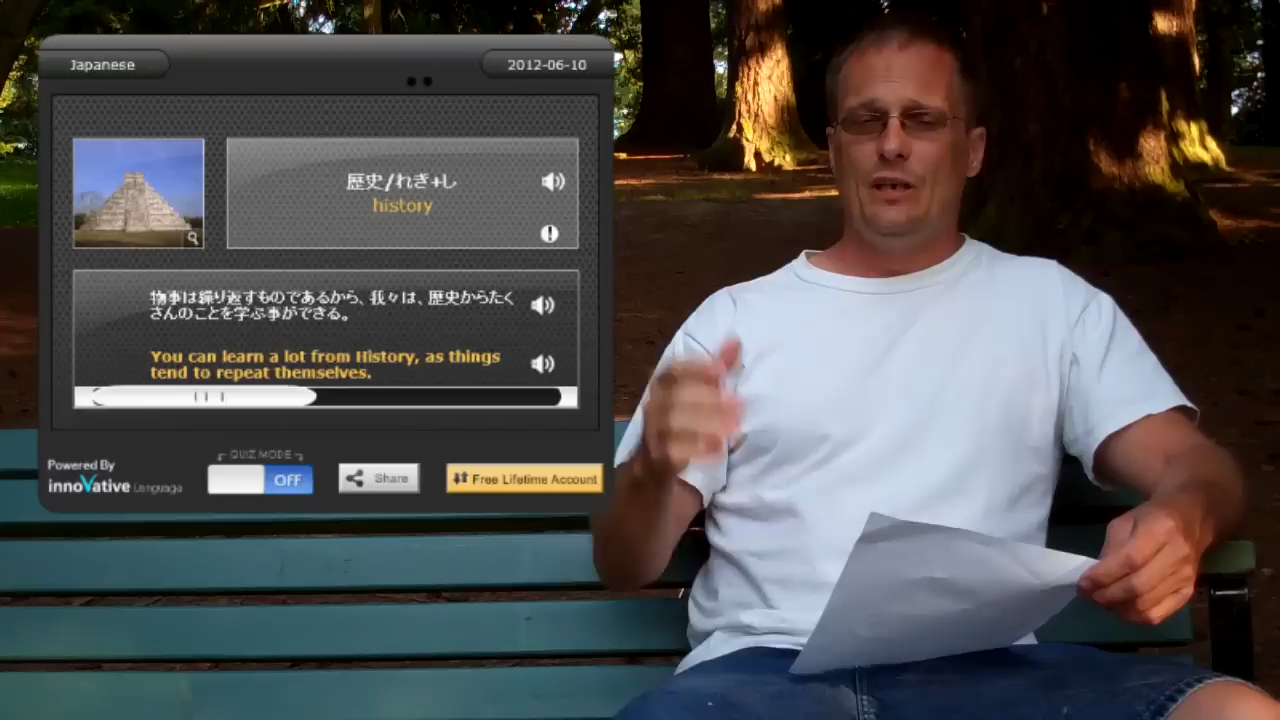 Japanese
2012-06-10
歴史/れきし
history
物事は繰り返すものであるから、我々は、歴史からたく
さんのことを学ぶ事ができる。
You can learn a lot from History, as things
tend to repeat themselves.
QUIZ MODE
OFF
Share
Free Lifetime Account
Powered By
innoVative Language